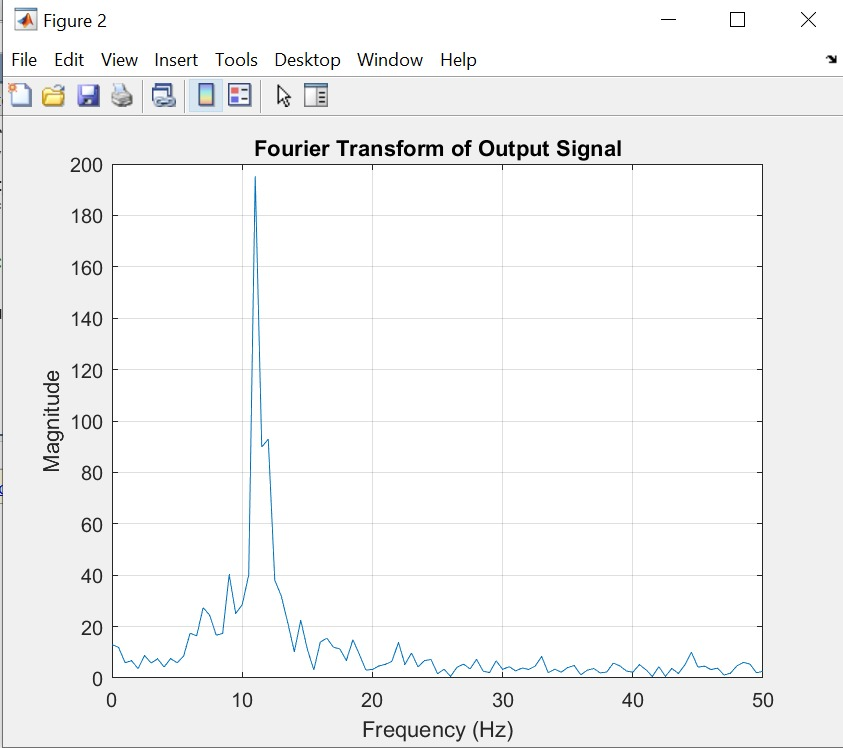 Figure 2
File Edit View Insert Tools Desktop Window Help
Fourier Transform of Output Signal
200
180
160
140
120
100
80
60
40
20
0
Magnitude
0 10 20 30 40 50
Frequency (Hz)